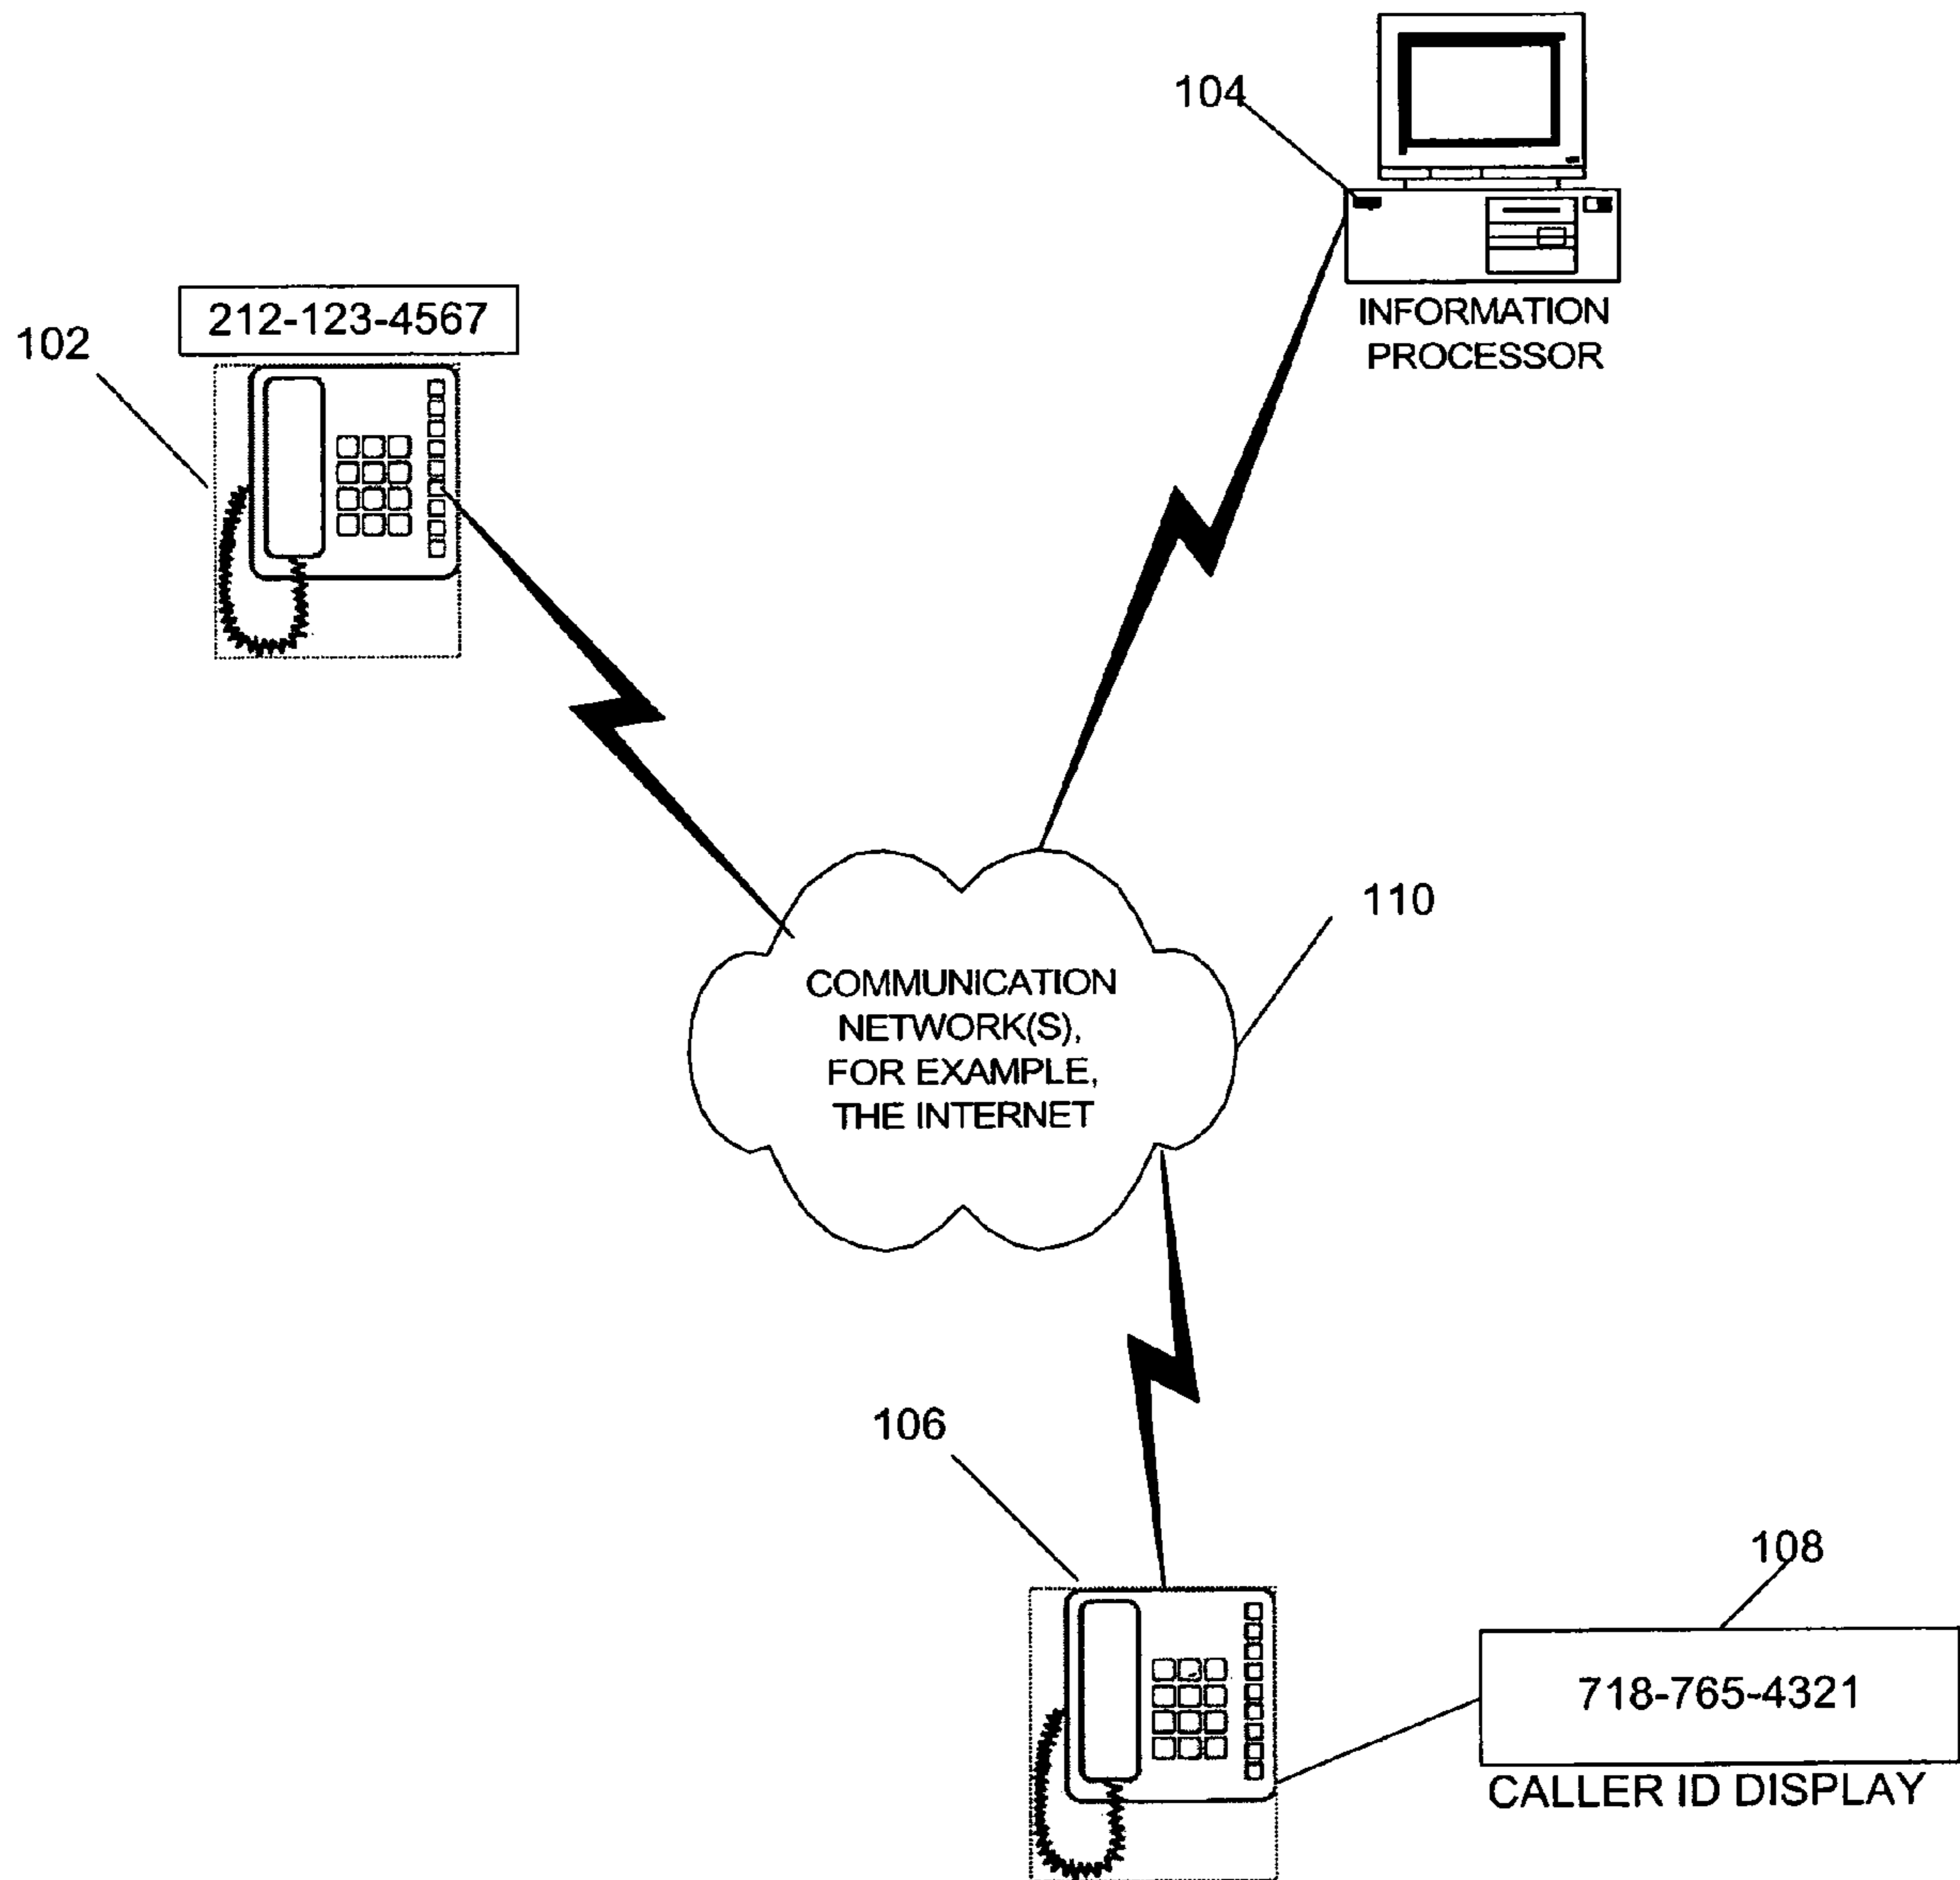 104
INFORMATION
PROCESSOR
212-123-4567
102
110
COMMUNICATION
NETWORK(S),
FOR EXAMPLE,
THE INTERNET
106
108
718-765-4321
CALLER ID DISPLAY